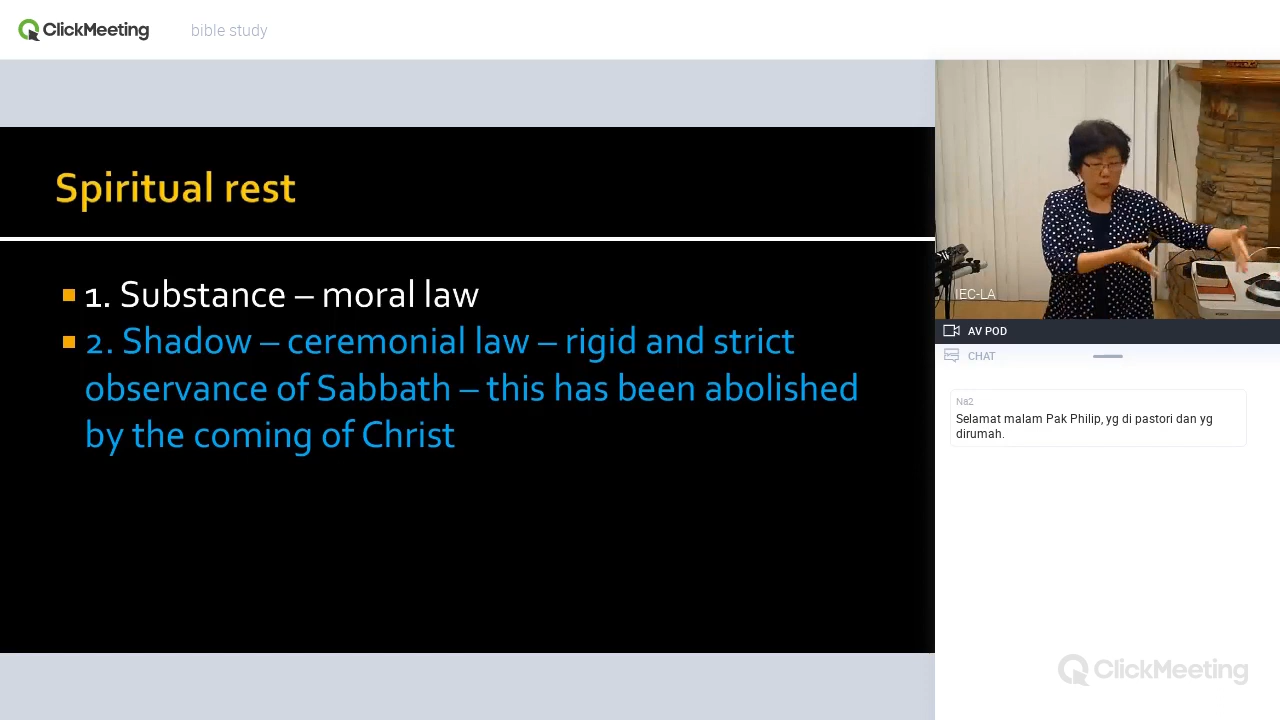 ClickMeeting
bible study
Spiritual rest
1. Substance – moral law
2. Shadow – ceremonial law – rigid and strict
observance of Sabbath – this has been abolished
by the coming of Christ
IEC-LA
AV POD
CHAT
Na2
Selamat malam Pak Philip, yg di pastori dan yg
dirumah.
ClickMeeting